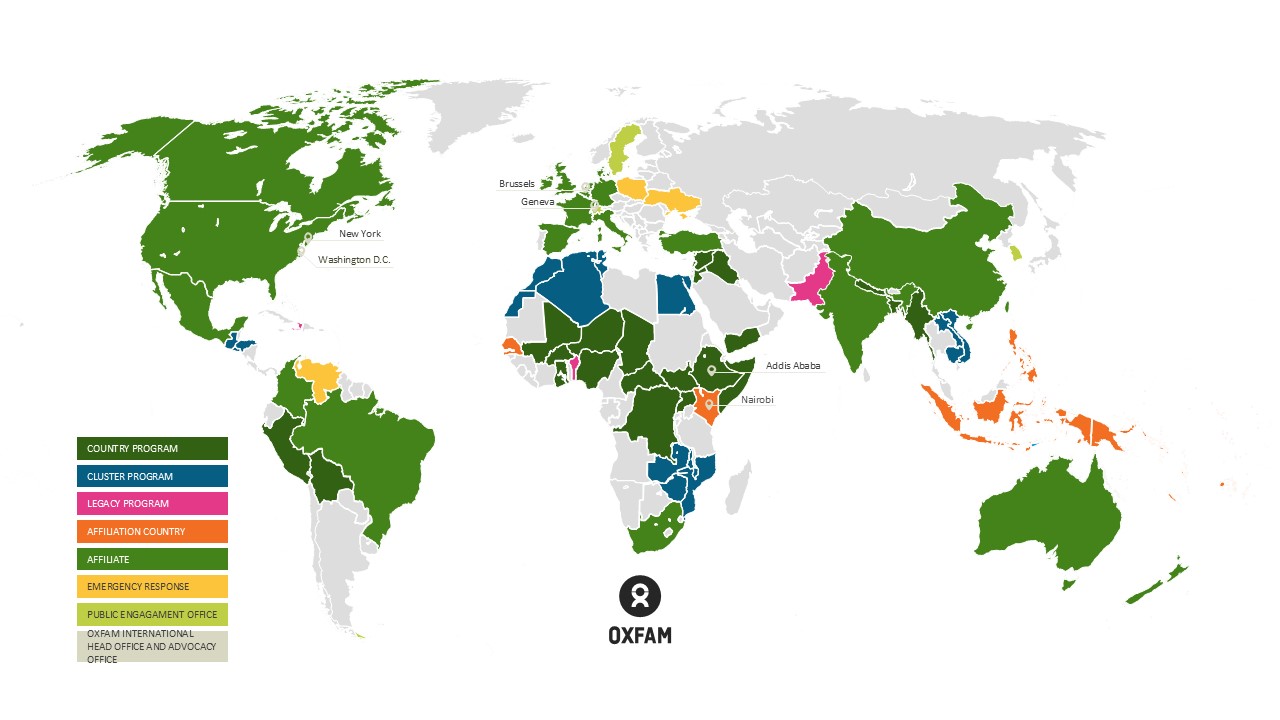 Brussels
Geneva
New York
Washington D.C.
Addis Ababa
Nairobi
COUNTRY PROGRAM
CLUSTER PROGRAM
LEGACY PROGRAM
AFFILIATION COUNTRY
AFFILIATE
EMERGENCY RESPONSE
PUBLIC ENGAGAMENT OFFICE
OXFAM INTERNATIONAL
HEAD OFFICE AND ADVOCACY
OFFICE
OXFAM